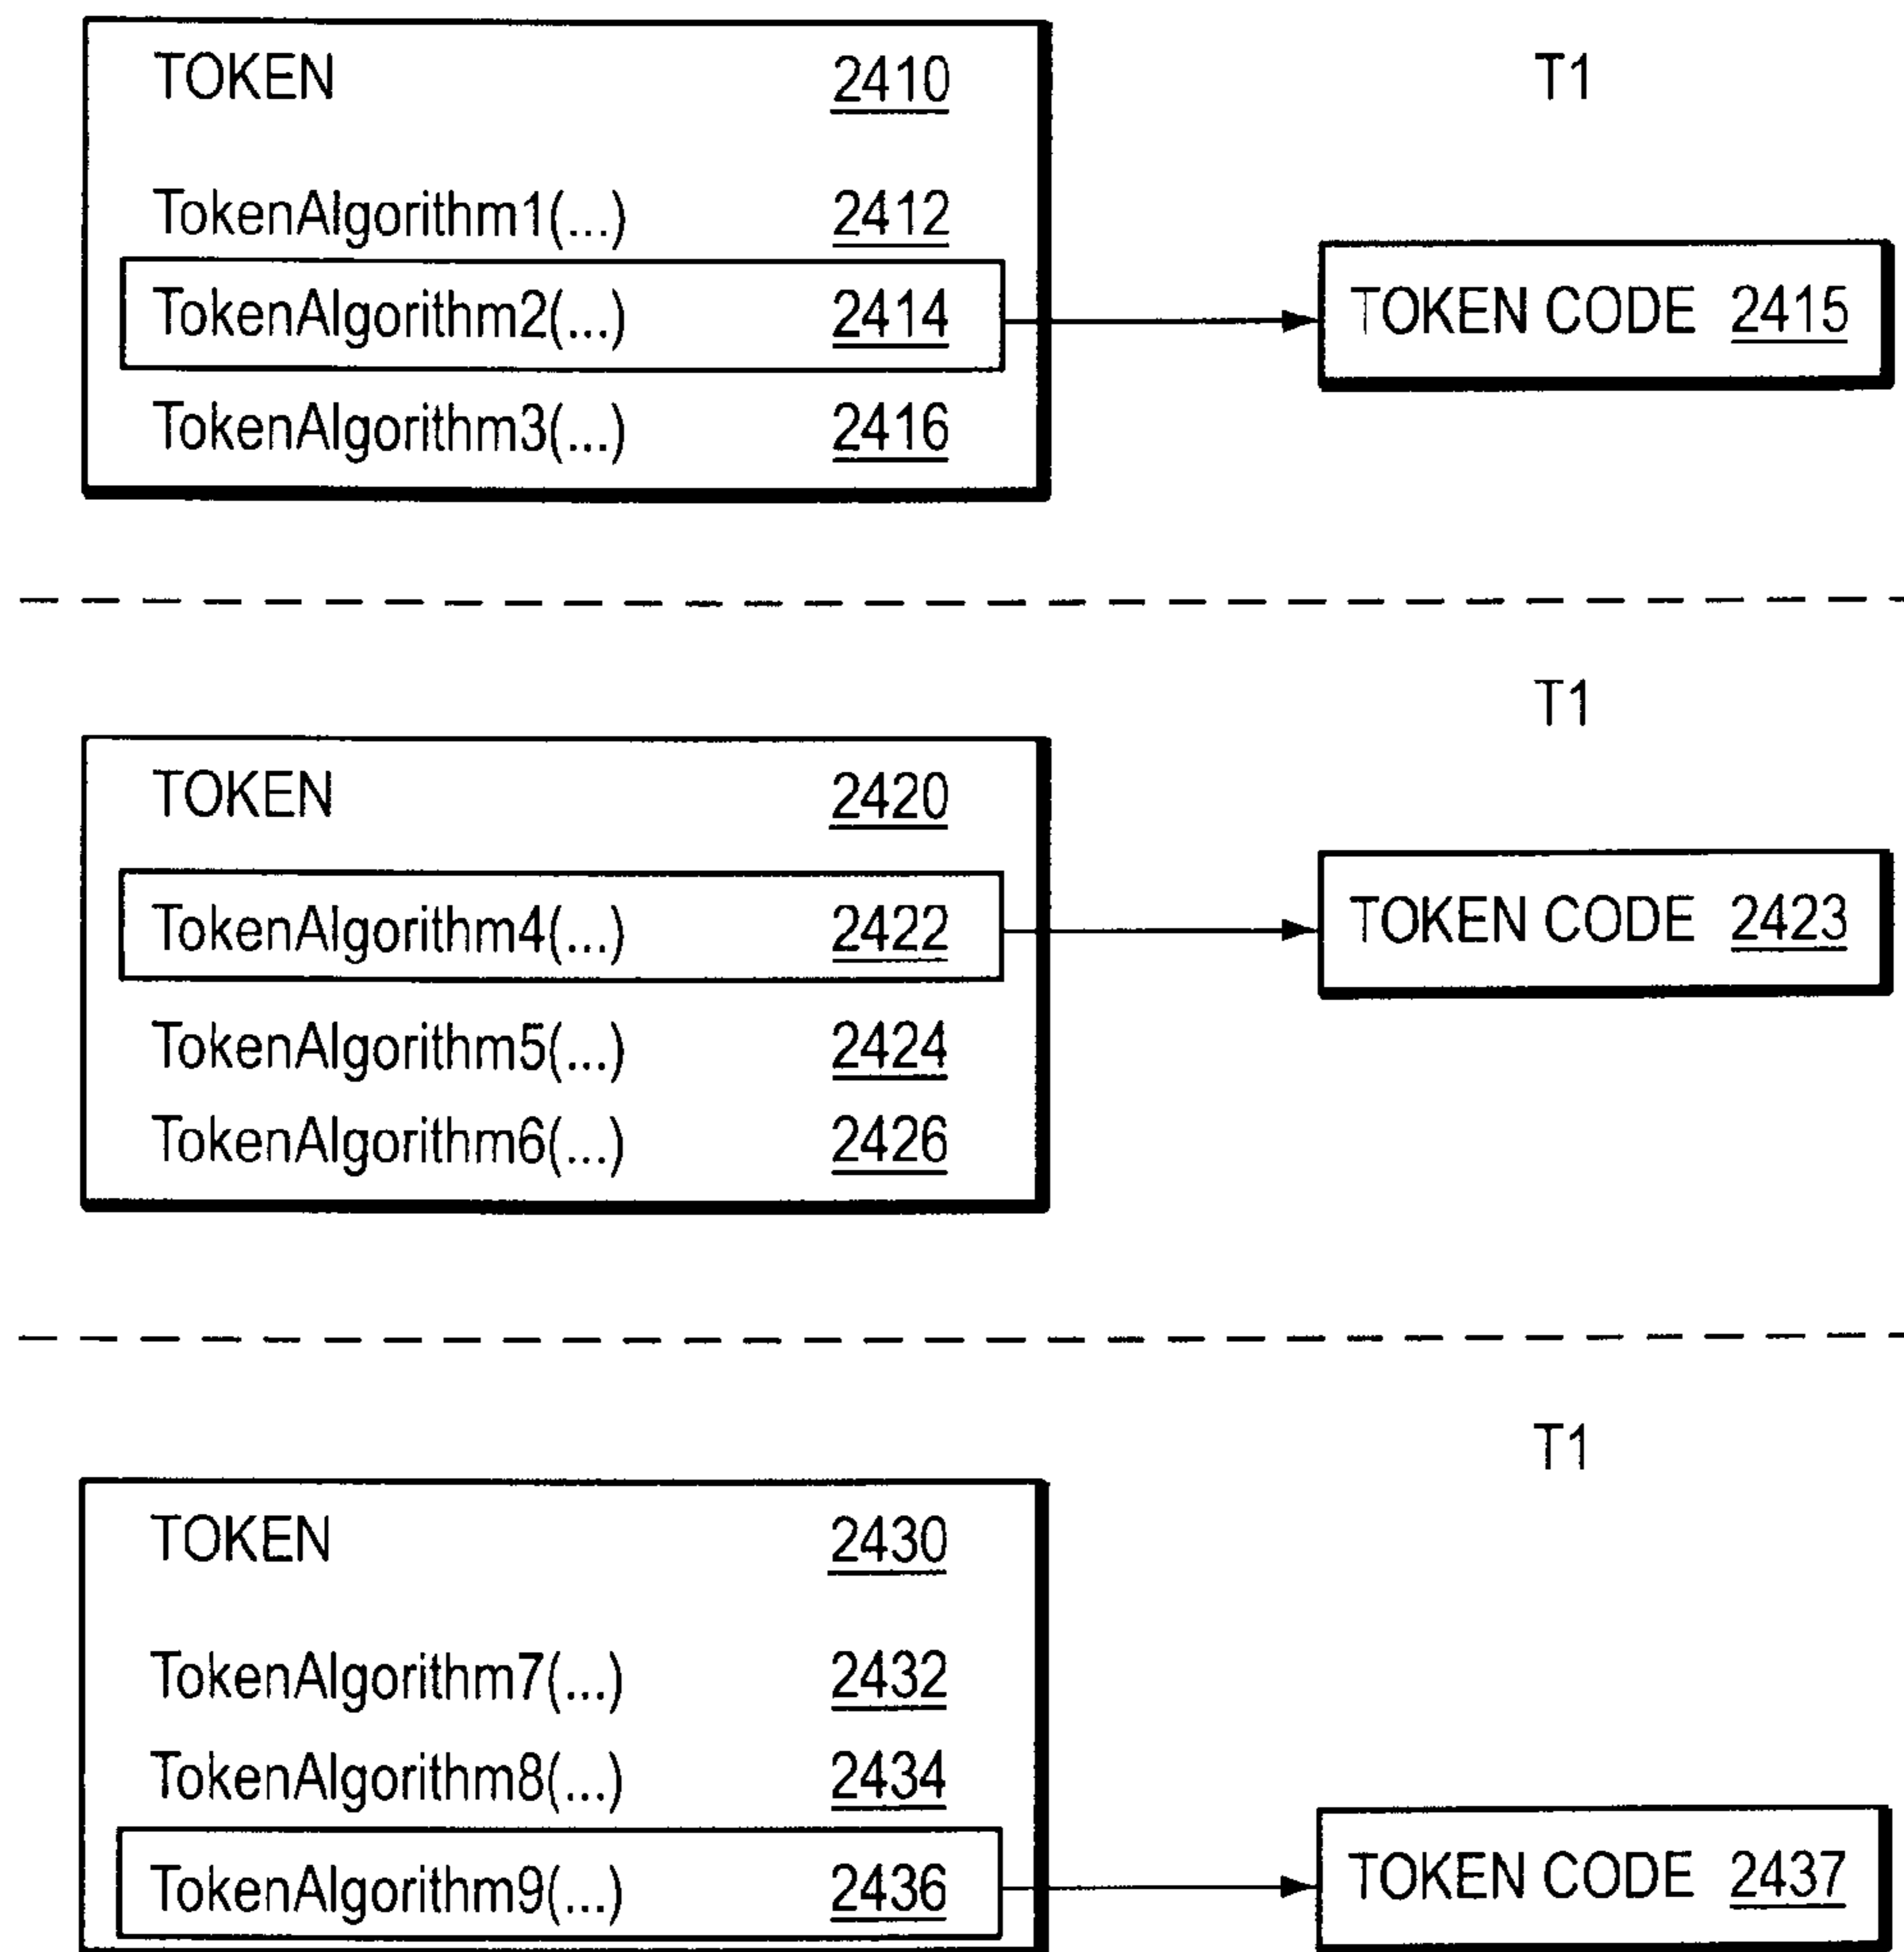 TOKEN 2410 T1
TokenAlgorithm1(...) 2412
TokenAlgorithm2(...) 2414 TOKEN CODE 2415
TokenAlgorithm3(...) 2416
T1
TOKEN 2420
TokenAlgorithm4(...) 2422 TOKEN CODE 2423
TokenAlgorithm5(...) 2424
TokenAlgorithm6(...) 2426
T1
TOKEN 2430
TokenAlgorithm7(...) 2432
TokenAlgorithm8(...) 2434
TokenAlgorithm9(...) 2436 TOKEN CODE 2437